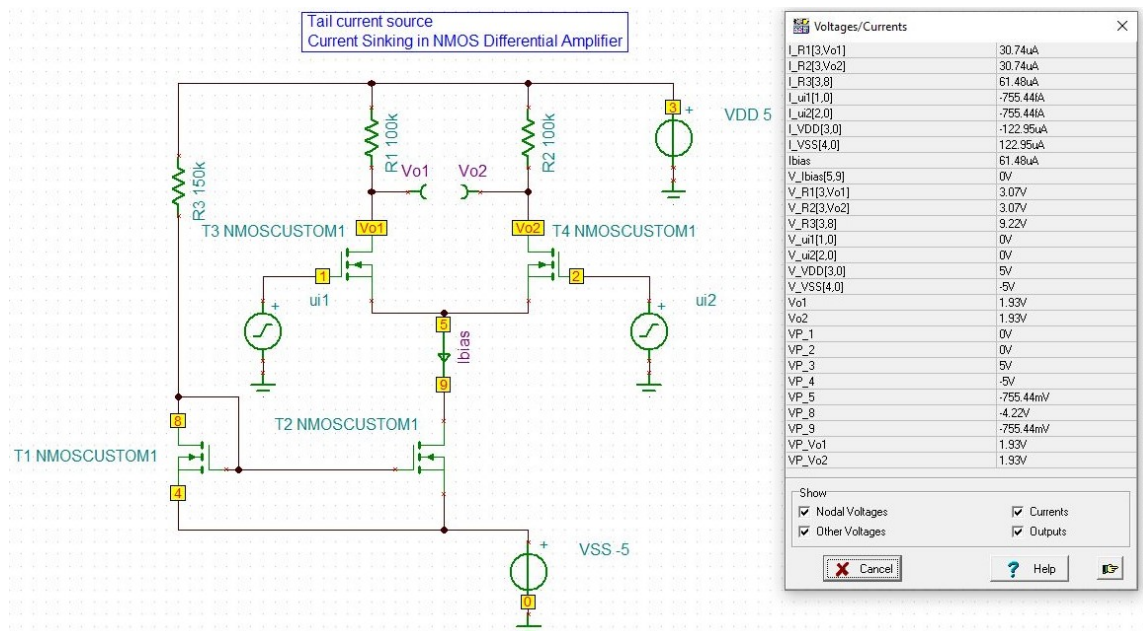 Tail current source
Current Sinking in NMOS Differential Amplifier
3
+
VDD 5
R1 100k
R2 100k
Vo1
Vo2
R3 150k
T3 NMOSCUSTOM1
Vo1
Vo2
T4 NMOSCUSTOM1
1
2
ui1
ui2
+
+
5
Ibias
9
8
T2 NMOSCUSTOM1
T1 NMOSCUSTOM1
4
VSS -5
+
0
Voltages/Currents
I_R1[3,Vo1] 30.74uA
I_R2[3,Vo2] 30.74uA
I_R3[3,8] 61.48uA
I_ui1[1,0] -755.44fA
I_ui2[2,0] -755.44fA
I_VDD[3,0] -122.95uA
I_VSS[4,0] 122.95uA
Ibias 61.48uA
V_Ibias[5,9] 0V
V_R1[3,Vo1] 3.07V
V_R2[3,Vo2] 3.07V
V_R3[3,8] 9.22V
V_ui1[1,0] 0V
V_ui2[2,0] 0V
V_VDD[3,0] 5V
V_VSS[4,0] -5V
Vo1 1.93V
Vo2 1.93V
VP_1 0V
VP_2 0V
VP_3 5V
VP_4 -5V
VP_5 -755.44mV
VP_8 -4.22V
VP_9 -755.44mV
VP_Vo1 1.93V
VP_Vo2 1.93V
Show
Nodal Voltages Currents
Other Voltages Outputs
Cancel ? Help